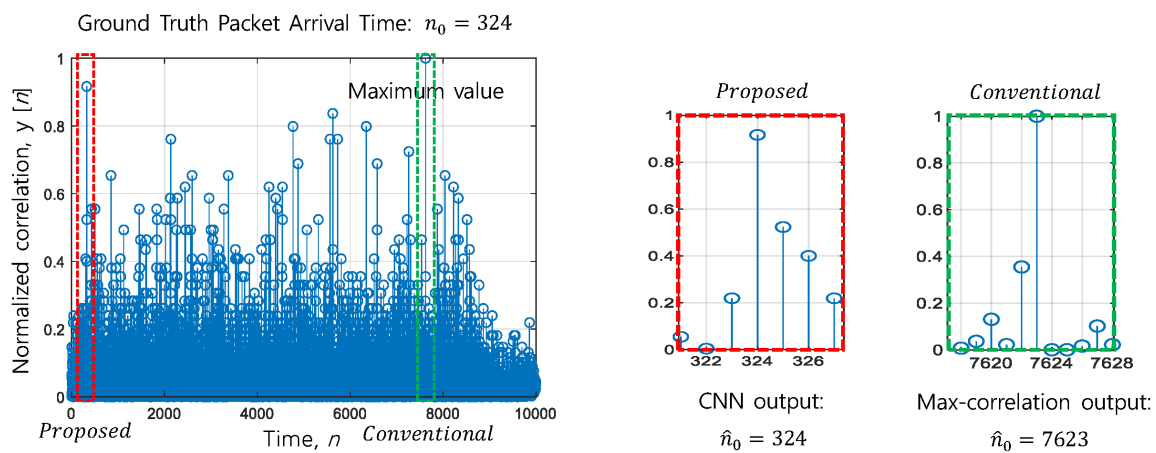 Ground Truth Packet Arrival Time: n₀ = 324
Normalized correlation, y [n]
1
0.8
0.6
0.4
0.2
0
Maximum value
0 2000 4000 6000 8000 10000
Proposed
Time, n
Conventional
Proposed
1
0.8
0.6
0.4
0.2
0
322 324 326
CNN output:
n̂₀ = 324
Conventional
1
0.8
0.6
0.4
0.2
0
7620 7624 7628
Max-correlation output:
n̂₀ = 7623